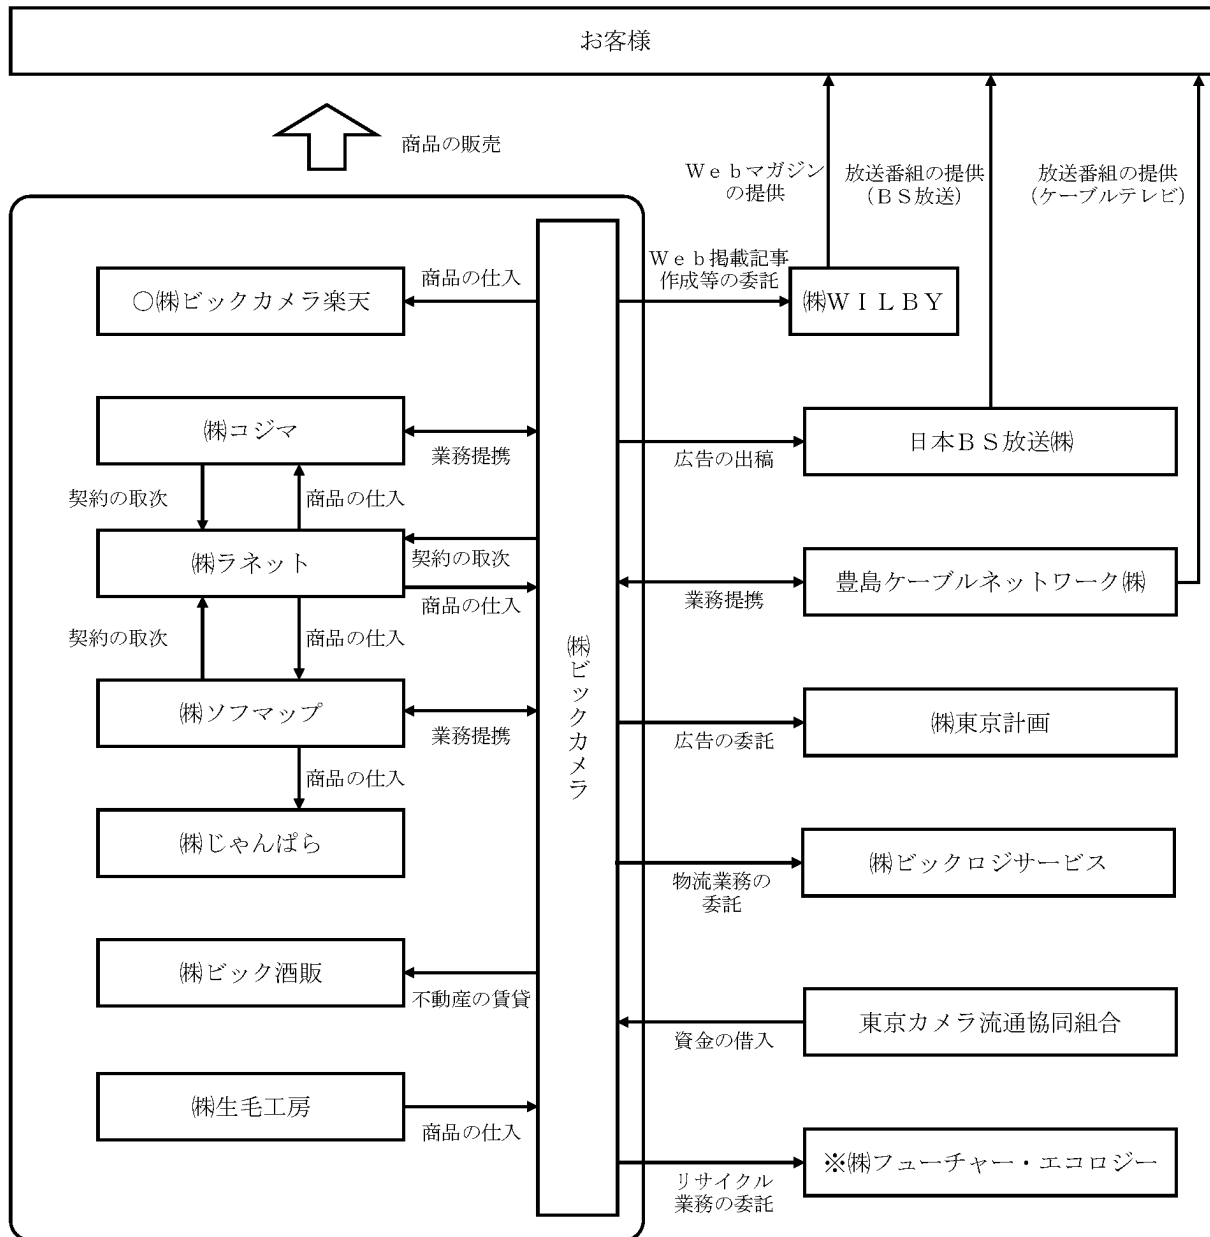 お客様
商品の販売
Ｗｅｂマガジン
の提供
放送番組の提供
（ＢＳ放送）
放送番組の提供
（ケーブルテレビ）
○㈱ビックカメラ楽天
商品の仕入
Ｗｅｂ掲載記事
作成等の委託
㈱ＷＩＬＢＹ
㈱コジマ
業務提携
広告の出稿
日本ＢＳ放送㈱
契約の取次
商品の仕入
㈱ラネット
契約の取次
商品の仕入
業務提携
豊島ケーブルネットワーク㈱
契約の取次
商品の仕入
㈱ビックカメラ
㈱ソフマップ
業務提携
広告の委託
㈱東京計画
商品の仕入
㈱じゃんぱら
物流業務の
委託
㈱ビックロジサービス
㈱ビック酒販
不動産の賃貸
資金の借入
東京カメラ流通協同組合
㈱生毛工房
商品の仕入
リサイクル
業務の委託
※㈱フューチャー・エコロジー